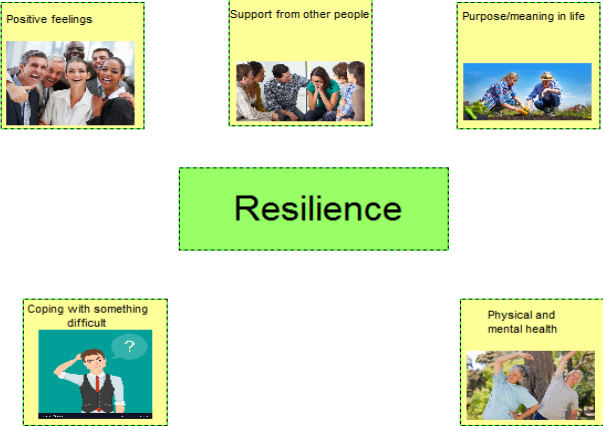 Positive feelings
Support from other people
Purpose/meaning in life
Resilience
Coping with something
difficult
?
Physical and
mental health